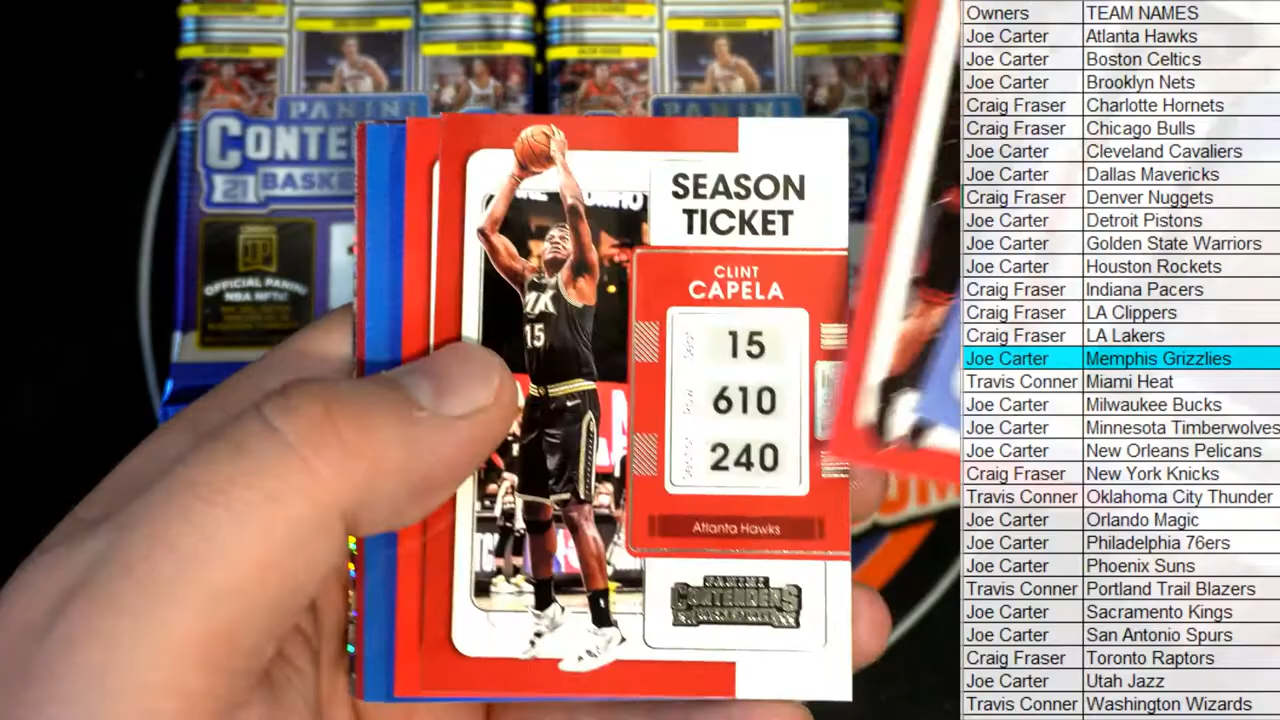 PANINI
PANINI
CONTE
21 BASKE
OFFICIAL PANINI
NBA NFT
SEASON
TICKET
CLINT
CAPELA
15
610
240
Atlanta Hawks
PANINI
CONTENDERS
15
Owners TEAM NAMES
Joe Carter Atlanta Hawks
Joe Carter Boston Celtics
Joe Carter Brooklyn Nets
Craig Fraser Charlotte Hornets
Craig Fraser Chicago Bulls
Joe Carter Cleveland Cavaliers
Joe Carter Dallas Mavericks
Craig Fraser Denver Nuggets
Joe Carter Detroit Pistons
Joe Carter Golden State Warriors
Joe Carter Houston Rockets
Craig Fraser Indiana Pacers
Craig Fraser LA Clippers
Craig Fraser LA Lakers
Joe Carter Memphis Grizzlies
Travis Conner Miami Heat
Joe Carter Milwaukee Bucks
Joe Carter Minnesota Timberwolves
Joe Carter New Orleans Pelicans
Craig Fraser New York Knicks
Travis Conner Oklahoma City Thunder
Joe Carter Orlando Magic
Joe Carter Philadelphia 76ers
Joe Carter Phoenix Suns
Travis Conner Portland Trail Blazers
Joe Carter Sacramento Kings
Joe Carter San Antonio Spurs
Craig Fraser Toronto Raptors
Joe Carter Utah Jazz
Travis Conner Washington Wizards